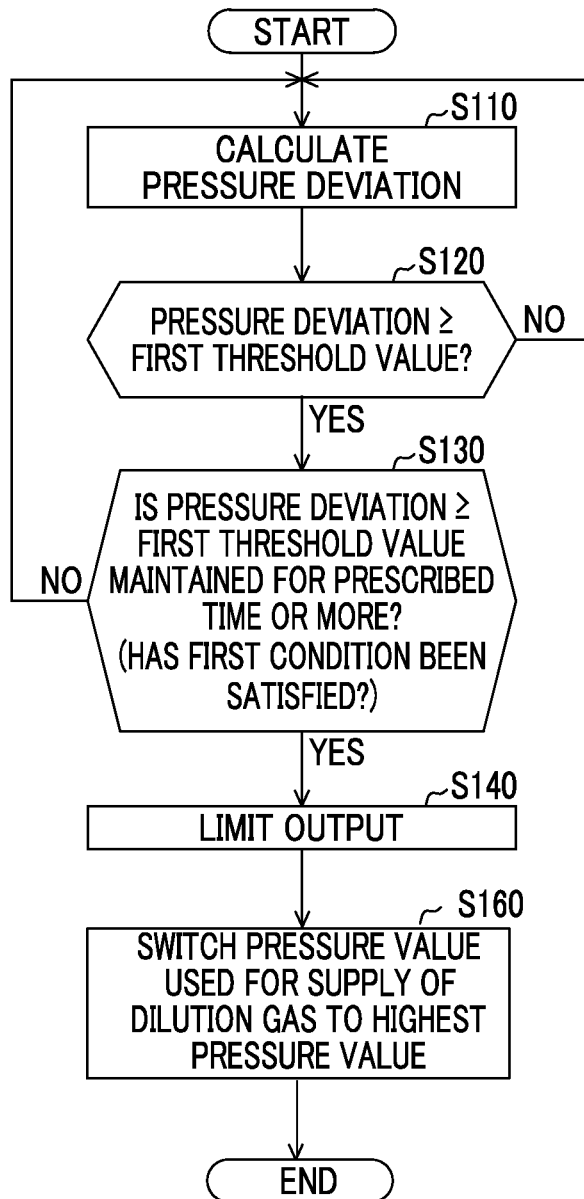 START
S110
CALCULATE
PRESSURE DEVIATION
S120
PRESSURE DEVIATION ≧
FIRST THRESHOLD VALUE?
NO
YES
S130
IS PRESSURE DEVIATION ≧
FIRST THRESHOLD VALUE
MAINTAINED FOR PRESCRIBED
TIME OR MORE?
(HAS FIRST CONDITION BEEN
SATISFIED?)
NO
YES
S140
LIMIT OUTPUT
S160
SWITCH PRESSURE VALUE
USED FOR SUPPLY OF
DILUTION GAS TO HIGHEST
PRESSURE VALUE
END